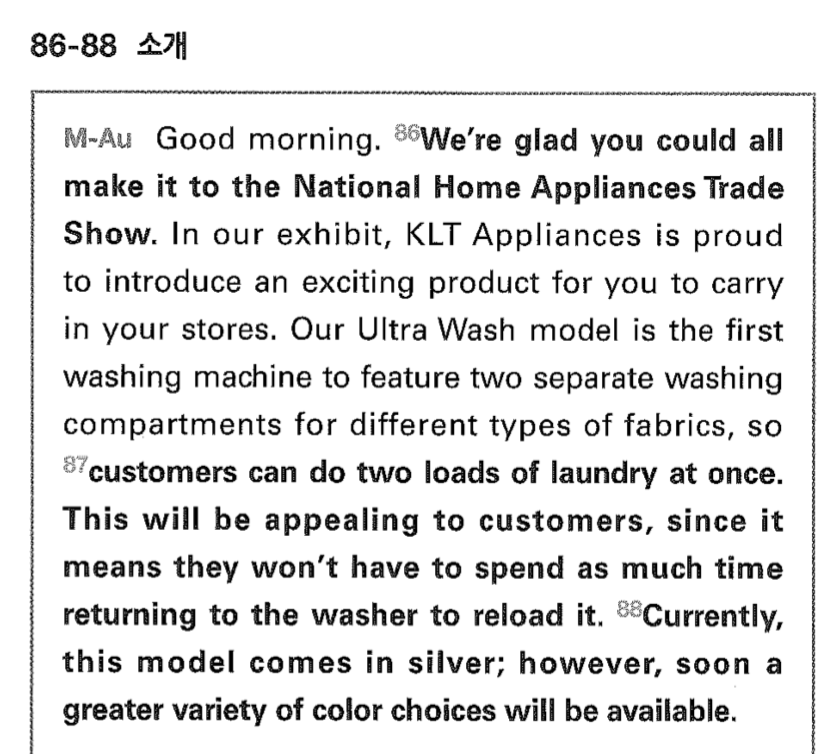 86-88 소개
M-Au Good morning. 86We're glad you could all
make it to the National Home Appliances Trade
Show. In our exhibit, KLT Appliances is proud
to introduce an exciting product for you to carry
in your stores. Our Ultra Wash model is the first
washing machine to feature two separate washing
compartments for different types of fabrics, so
87customers can do two loads of laundry at once.
This will be appealing to customers, since it
means they won't have to spend as much time
returning to the washer to reload it. 88Currently,
this model comes in silver; however, soon a
greater variety of color choices will be available.